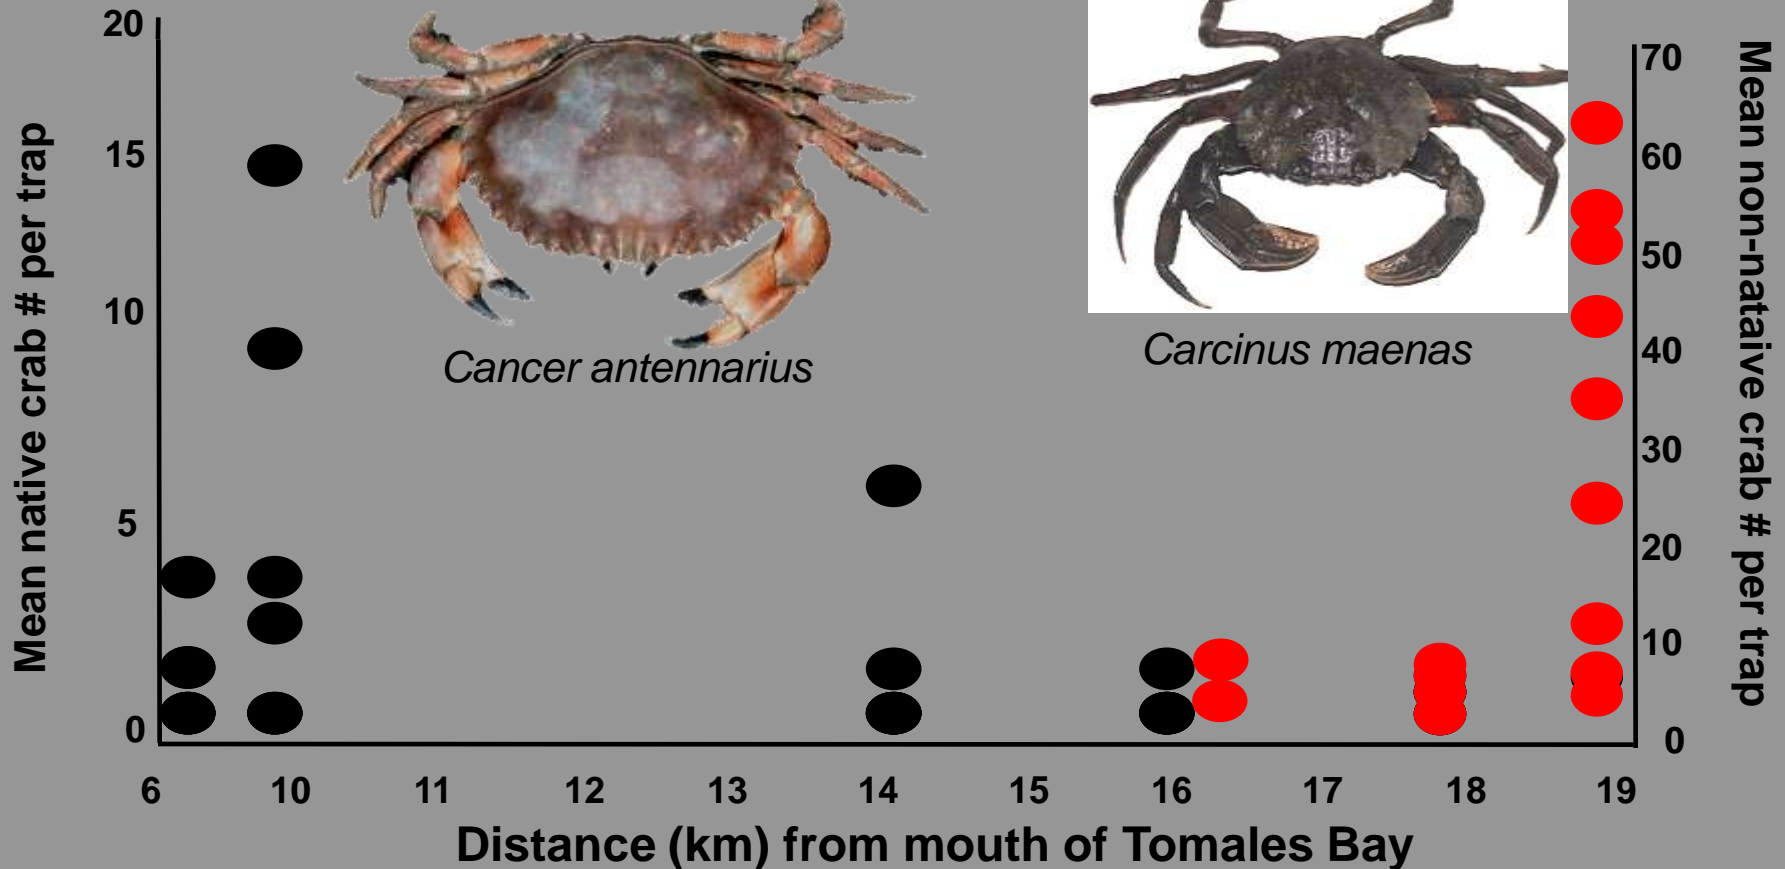 Mean native crab # per trap
20
15
10
5
0
Cancer antennarius
Carcinus maenas
70
60
50
40
30
20
10
0
Mean non-nataive crab # per trap
6 10 11 12 13 14 15 16 17 18 19
Distance (km) from mouth of Tomales Bay